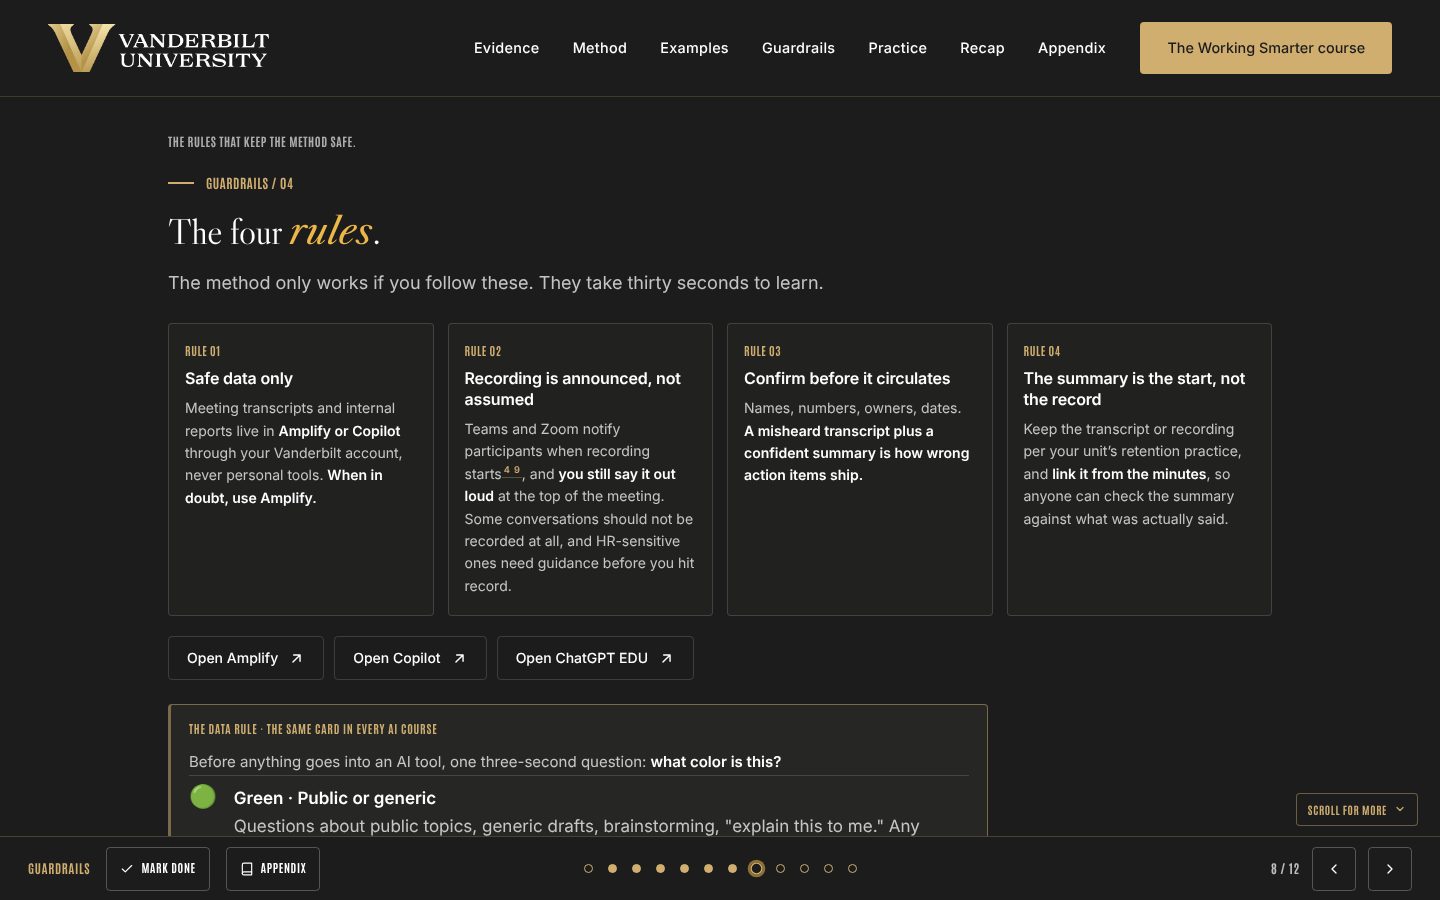 VANDERBILT
UNIVERSITY
Evidence
Method
Examples
Guardrails
Practice
Recap
Appendix
The Working Smarter course
THE RULES THAT KEEP THE METHOD SAFE.
GUARDRAILS / 04
The four rules.
The method only works if you follow these. They take thirty seconds to learn.
RULE 01
Safe data only
Meeting transcripts and internal
reports live in Amplify or Copilot
through your Vanderbilt account,
never personal tools. When in
doubt, use Amplify.
RULE 02
Recording is announced, not
assumed
Teams and Zoom notify
participants when recording
starts4 9, and you still say it out
loud at the top of the meeting.
Some conversations should not be
recorded at all, and HR-sensitive
ones need guidance before you hit
record.
RULE 03
Confirm before it circulates
Names, numbers, owners, dates.
A misheard transcript plus a
confident summary is how wrong
action items ship.
RULE 04
The summary is the start, not
the record
Keep the transcript or recording
per your unit's retention practice,
and link it from the minutes, so
anyone can check the summary
against what was actually said.
Open Amplify
Open Copilot
Open ChatGPT EDU
THE DATA RULE · THE SAME CARD IN EVERY AI COURSE
Before anything goes into an AI tool, one three-second question: what color is this?
Green · Public or generic
Questions about public topics, generic drafts, brainstorming, "explain this to me." Any
SCROLL FOR MORE
GUARDRAILS
MARK DONE
APPENDIX
8 / 12